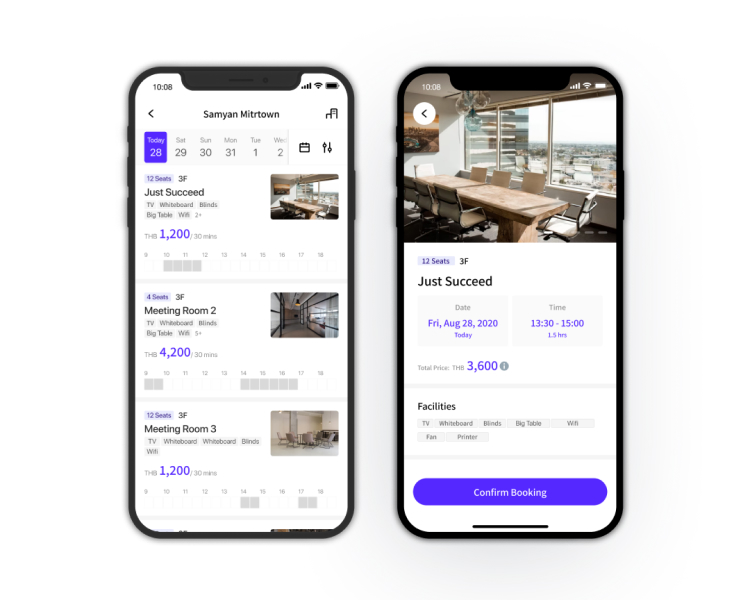 10:08
Samyan Mitrtown
Today Sat Sun Mon Tue Wed
28 29 30 31 1 2
12 Seats 3F
Just Succeed
TV Whiteboard Blinds
Big Table Wifi 2+
THB 1,200 / 30 mins
9 10 11 12 13 14 15 16 17 18
4 Seats 3F
Meeting Room 2
TV Whiteboard Blinds
Big Table Wifi 5+
THB 4,200 / 30 mins
9 10 11 12 13 14 15 16 17 18
12 Seats 3F
Meeting Room 3
TV Whiteboard Whiteboard Blinds
Wifi
THB 1,200 / 30 mins
9 10 11 12 13 14 15 16 17 18
10:08
12 Seats 3F
Just Succeed
Date Time
Fri, Aug 28, 2020 13:30 - 15:00
Today 1.5 hrs
Total Price: THB 3,600
Facilities
TV Whiteboard Blinds Big Table Wifi
Fan Printer
Confirm Booking